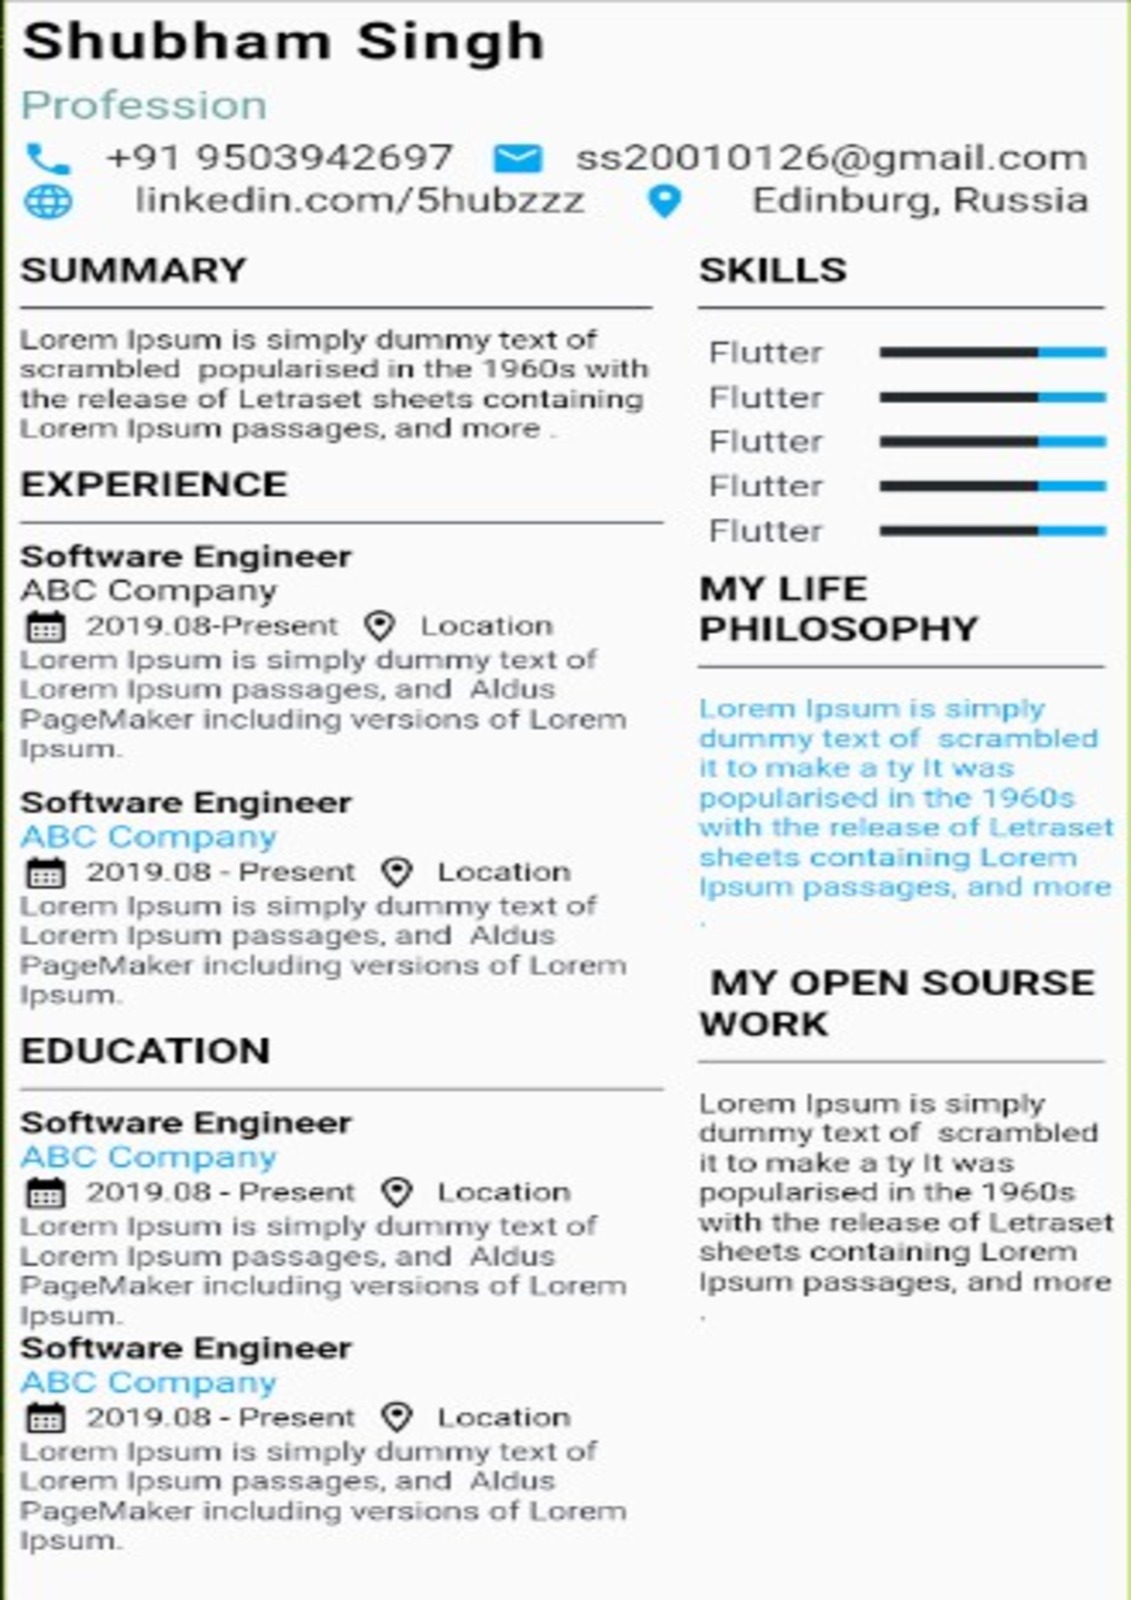 Shubham Singh
Profession
+91 9503942697 ss20010126@gmail.com
linkedin.com/5hubzzz Edinburg, Russia
SUMMARY
Lorem Ipsum is simply dummy text of
scrambled popularised in the 1960s with
the release of Letraset sheets containing
Lorem Ipsum passages, and more .
EXPERIENCE
Software Engineer
ABC Company
2019.08-Present Location
Lorem Ipsum is simply dummy text of
Lorem Ipsum passages, and Aldus
PageMaker including versions of Lorem
Ipsum.
Software Engineer
ABC Company
2019.08 - Present Location
Lorem Ipsum is simply dummy text of
Lorem Ipsum passages, and Aldus
PageMaker including versions of Lorem
Ipsum.
EDUCATION
Software Engineer
ABC Company
2019.08 - Present Location
Lorem Ipsum is simply dummy text of
Lorem Ipsum passages, and Aldus
PageMaker including versions of Lorem
Ipsum.
Software Engineer
ABC Company
2019.08 - Present Location
Lorem Ipsum is simply dummy text of
Lorem Ipsum passages, and Aldus
PageMaker including versions of Lorem
Ipsum.
SKILLS
Flutter
Flutter
Flutter
Flutter
Flutter
MY LIFE
PHILOSOPHY
Lorem Ipsum is simply
dummy text of scrambled
it to make a ty It was
popularised in the 1960s
with the release of Letraset
sheets containing Lorem
Ipsum passages, and more
.
MY OPEN SOURSE
WORK
Lorem Ipsum is simply
dummy text of scrambled
it to make a ty It was
popularised in the 1960s
with the release of Letraset
sheets containing Lorem
Ipsum passages, and more
.